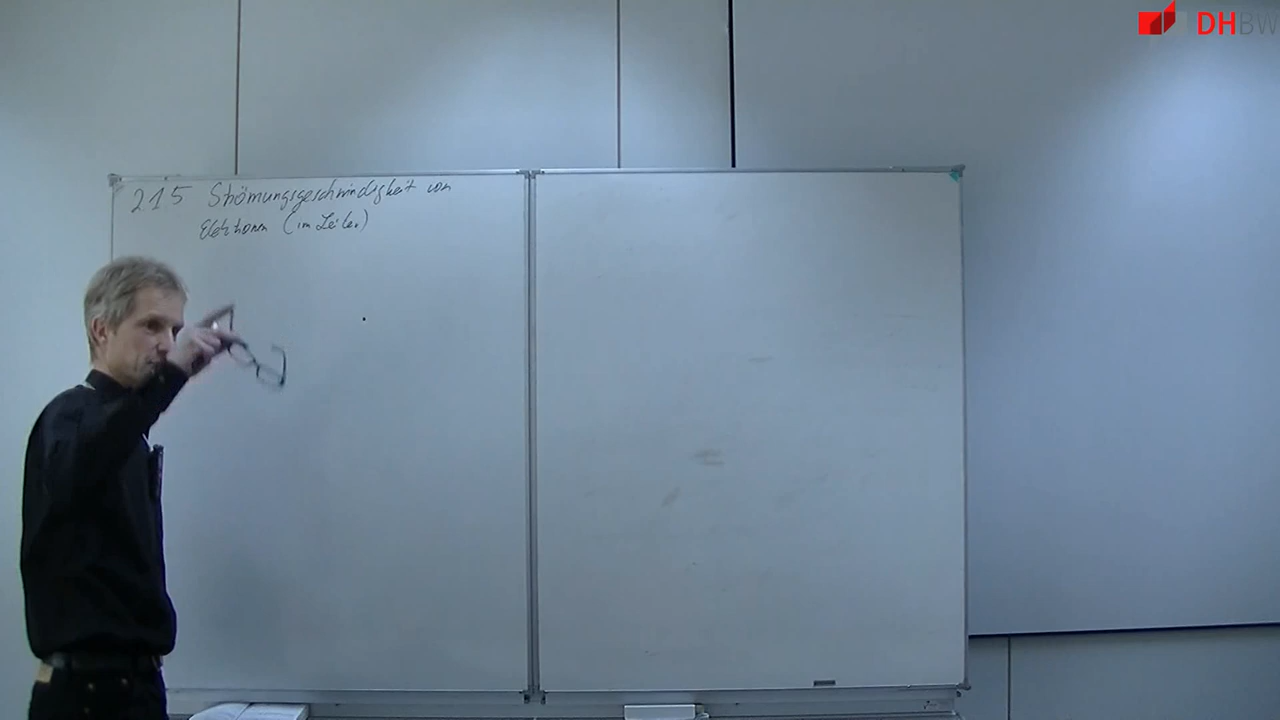 2.1.5 Strömungsgeschwindigkeit von
Elektronen (im Leiter)
DHBW